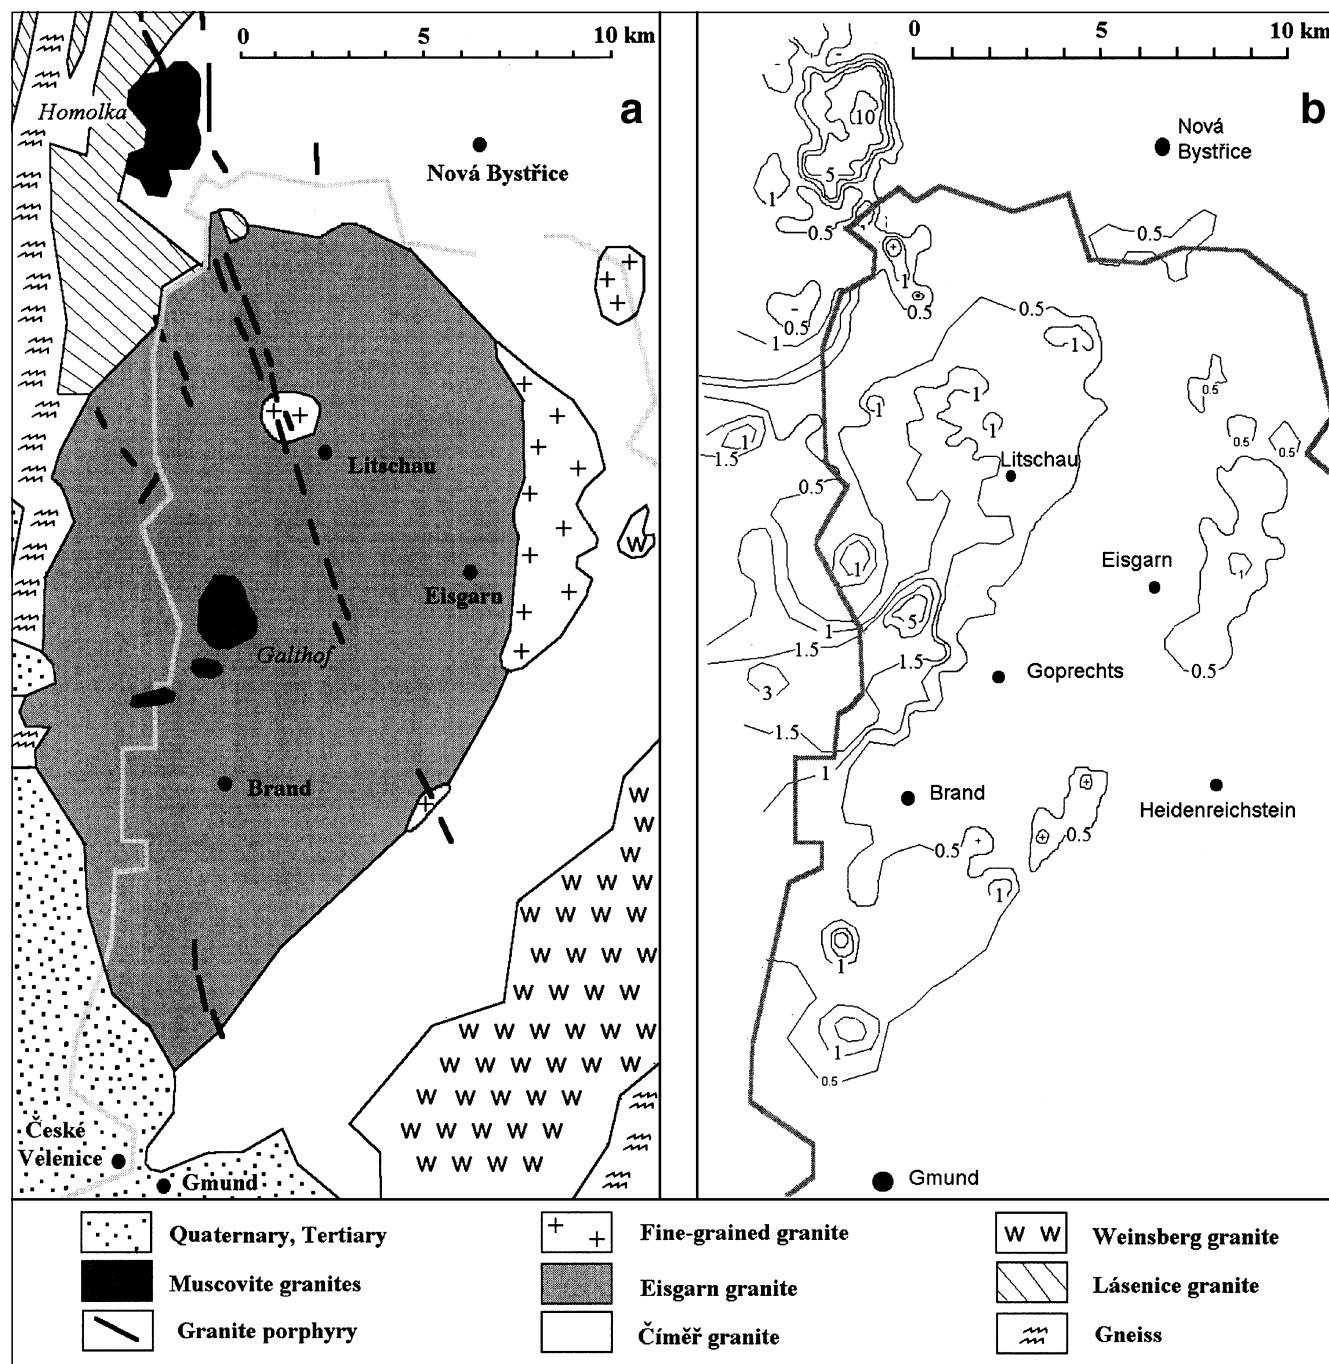 0 5 10 km
a
Homolka
Nová Bystřice
Litschau
Eisgarn
Galthof
Brand
České
Velenice
Gmund
W
0 5 10 km
b
Nová
Bystřice
10
5
1
0.5
0.5
1
0.5
0.5
1
0.5
1
1
1
1
0.5
0.5
0.5
1
1.5
Litschau
0.5
1
Eisgarn
1
5
1
1.5
1.5
3
Goprechts
0.5
1.5
1
Brand
Heidenreichstein
0.5
0.5
1
1
1
0.5
Gmund
Quaternary, Tertiary
Muscovite granites
Granite porphyry
Fine-grained granite
Eisgarn granite
Číměř granite
W W
Weinsberg granite
Lásenice granite
Gneiss